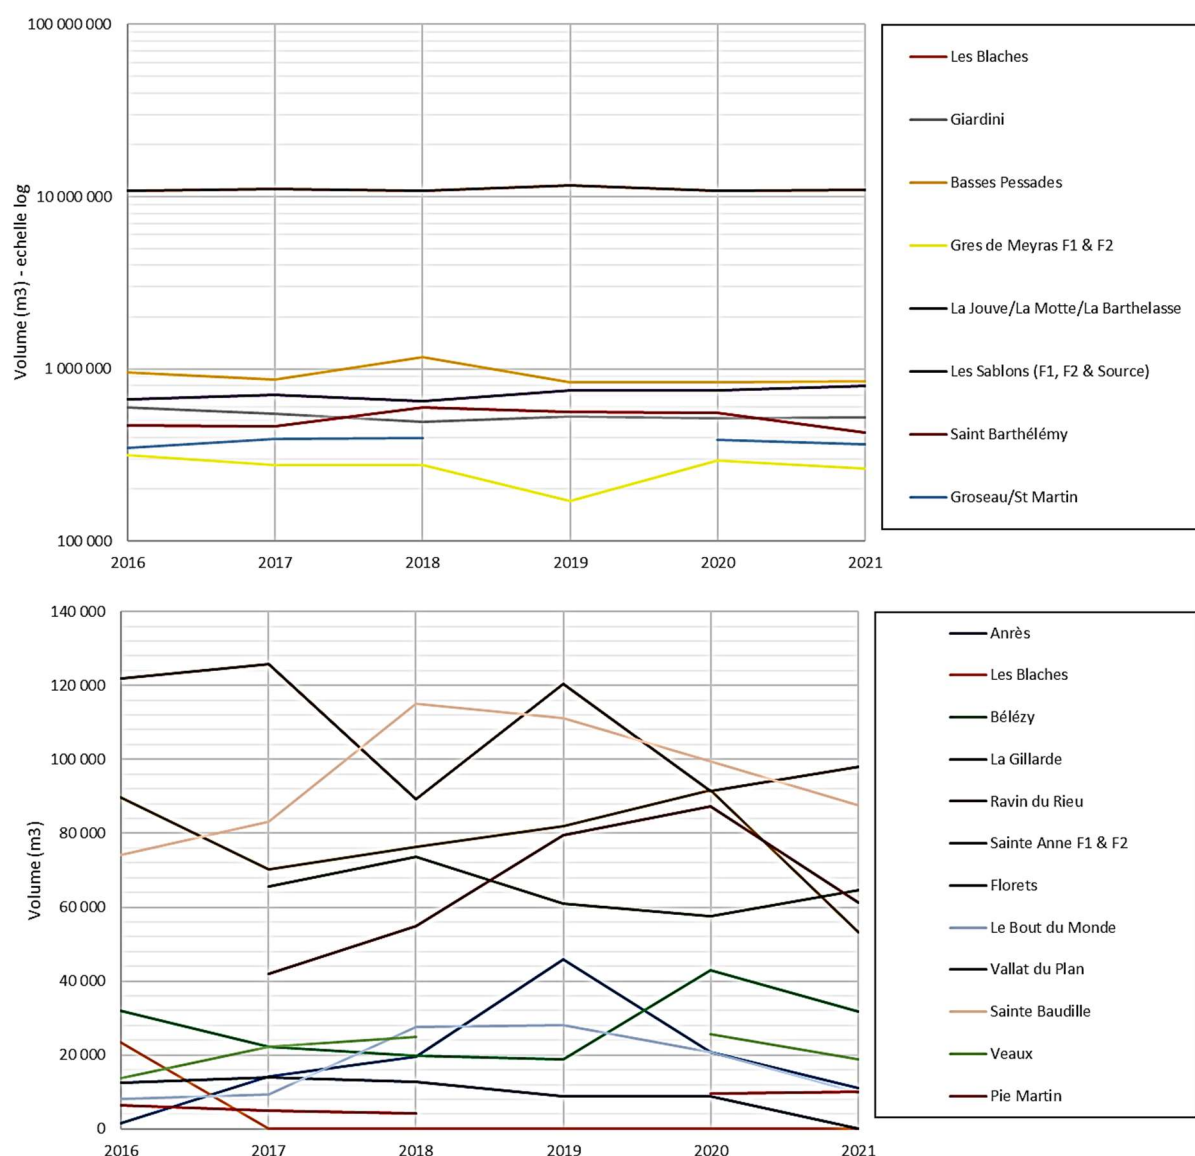 Volume (m3) - echelle log
100 000 000
10 000 000
1 000 000
100 000
2016
2017
2018
2019
2020
2021
Les Blaches
Giardini
Basses Pessades
Gres de Meyras F1 & F2
La Jouve/La Motte/La Barthelasse
Les Sablons (F1, F2 & Source)
Saint Barthélémy
Groseau/St Martin
Volume (m3)
140 000
120 000
100 000
80 000
60 000
40 000
20 000
0
2016
2017
2018
2019
2020
2021
Anrès
Les Blaches
Bélézy
La Gillarde
Ravin du Rieu
Sainte Anne F1 & F2
Florets
Le Bout du Monde
Vallat du Plan
Sainte Baudille
Veaux
Pie Martin